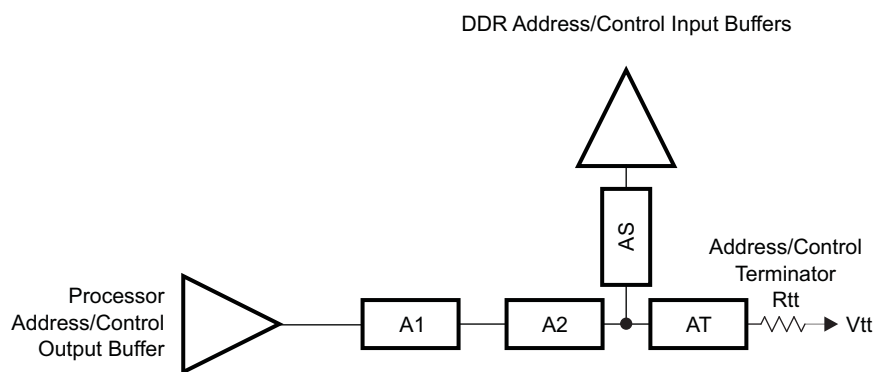 DDR Address/Control Input Buffers
AS
Address/Control
Terminator
Rtt
Processor
Address/Control
Output Buffer
A1
A2
AT
Vtt